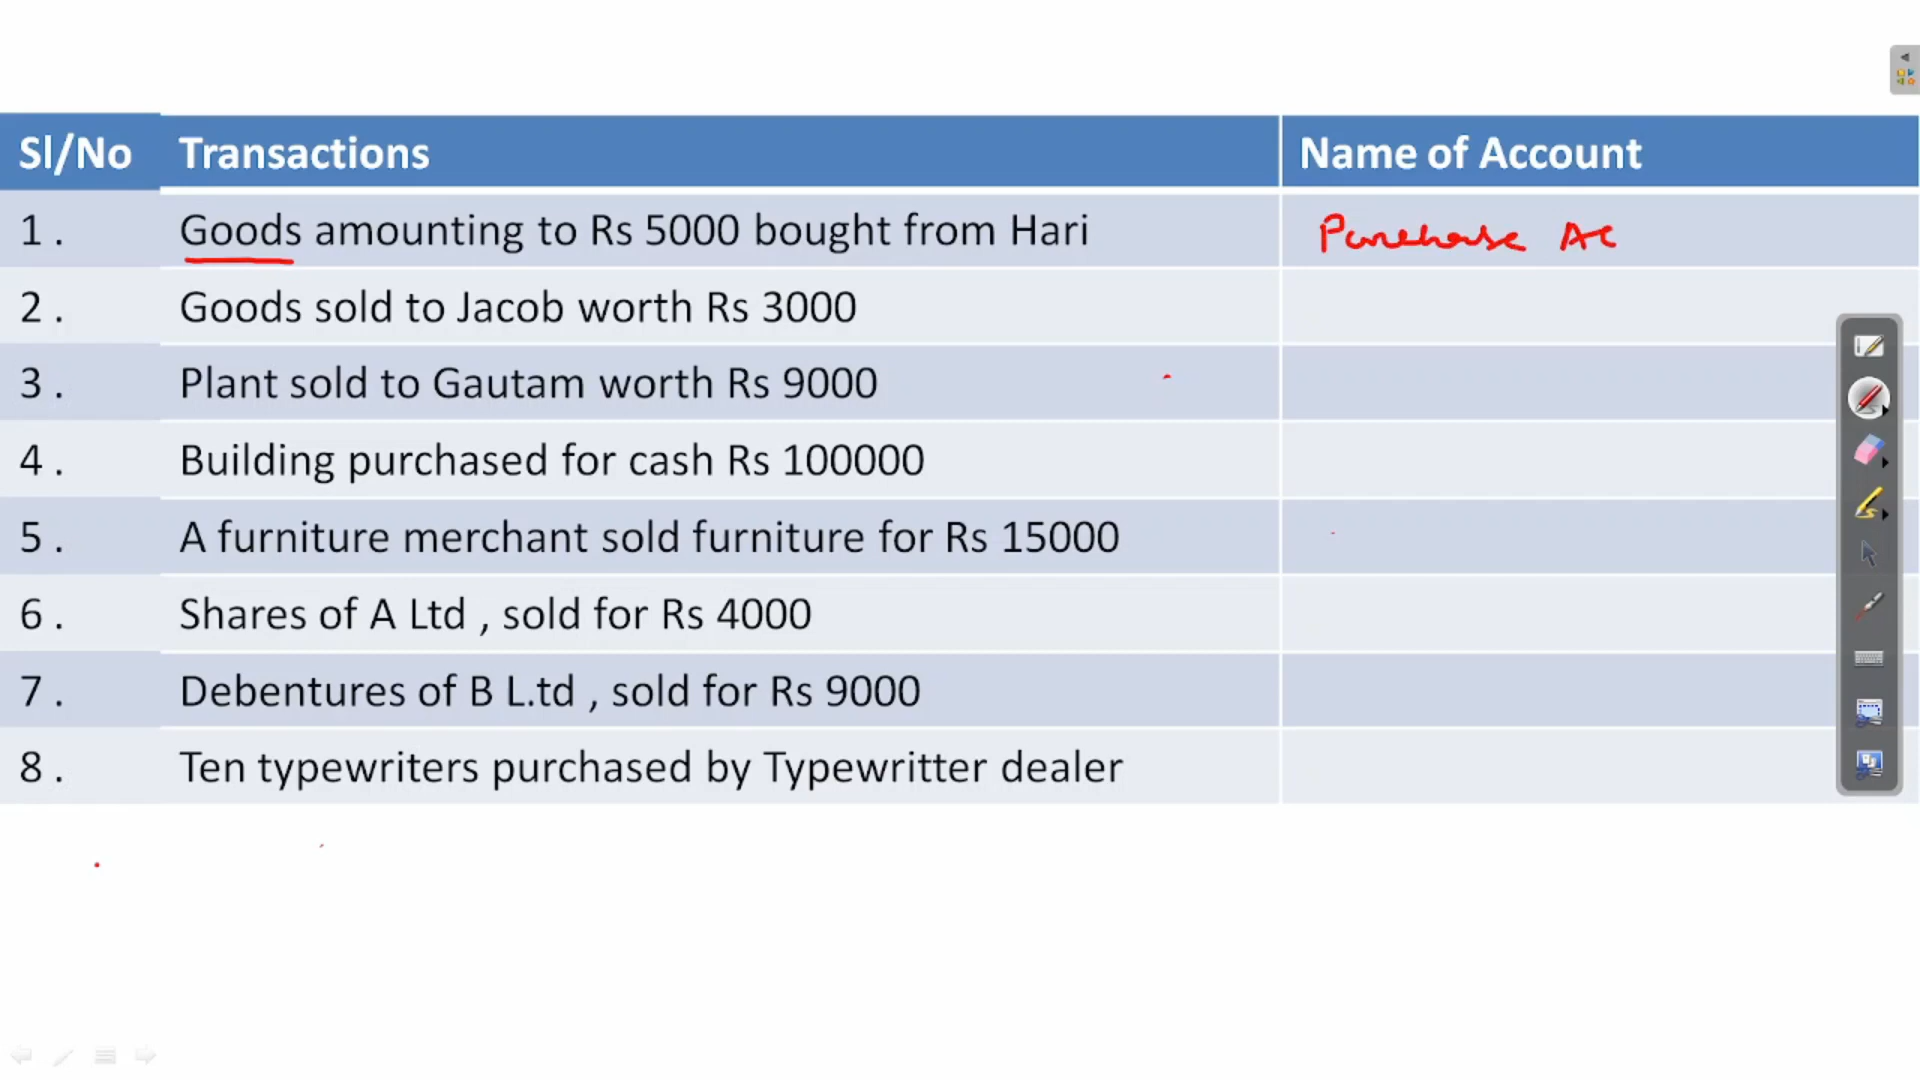 Sl/No Transactions Name of Account
1 . Goods amounting to Rs 5000 bought from Hari Purchase Ac
2 . Goods sold to Jacob worth Rs 3000
3 . Plant sold to Gautam worth Rs 9000
4 . Building purchased for cash Rs 100000
5 . A furniture merchant sold furniture for Rs 15000
6 . Shares of A Ltd , sold for Rs 4000
7 . Debentures of B L.td , sold for Rs 9000
8 . Ten typewriters purchased by Typewritter dealer